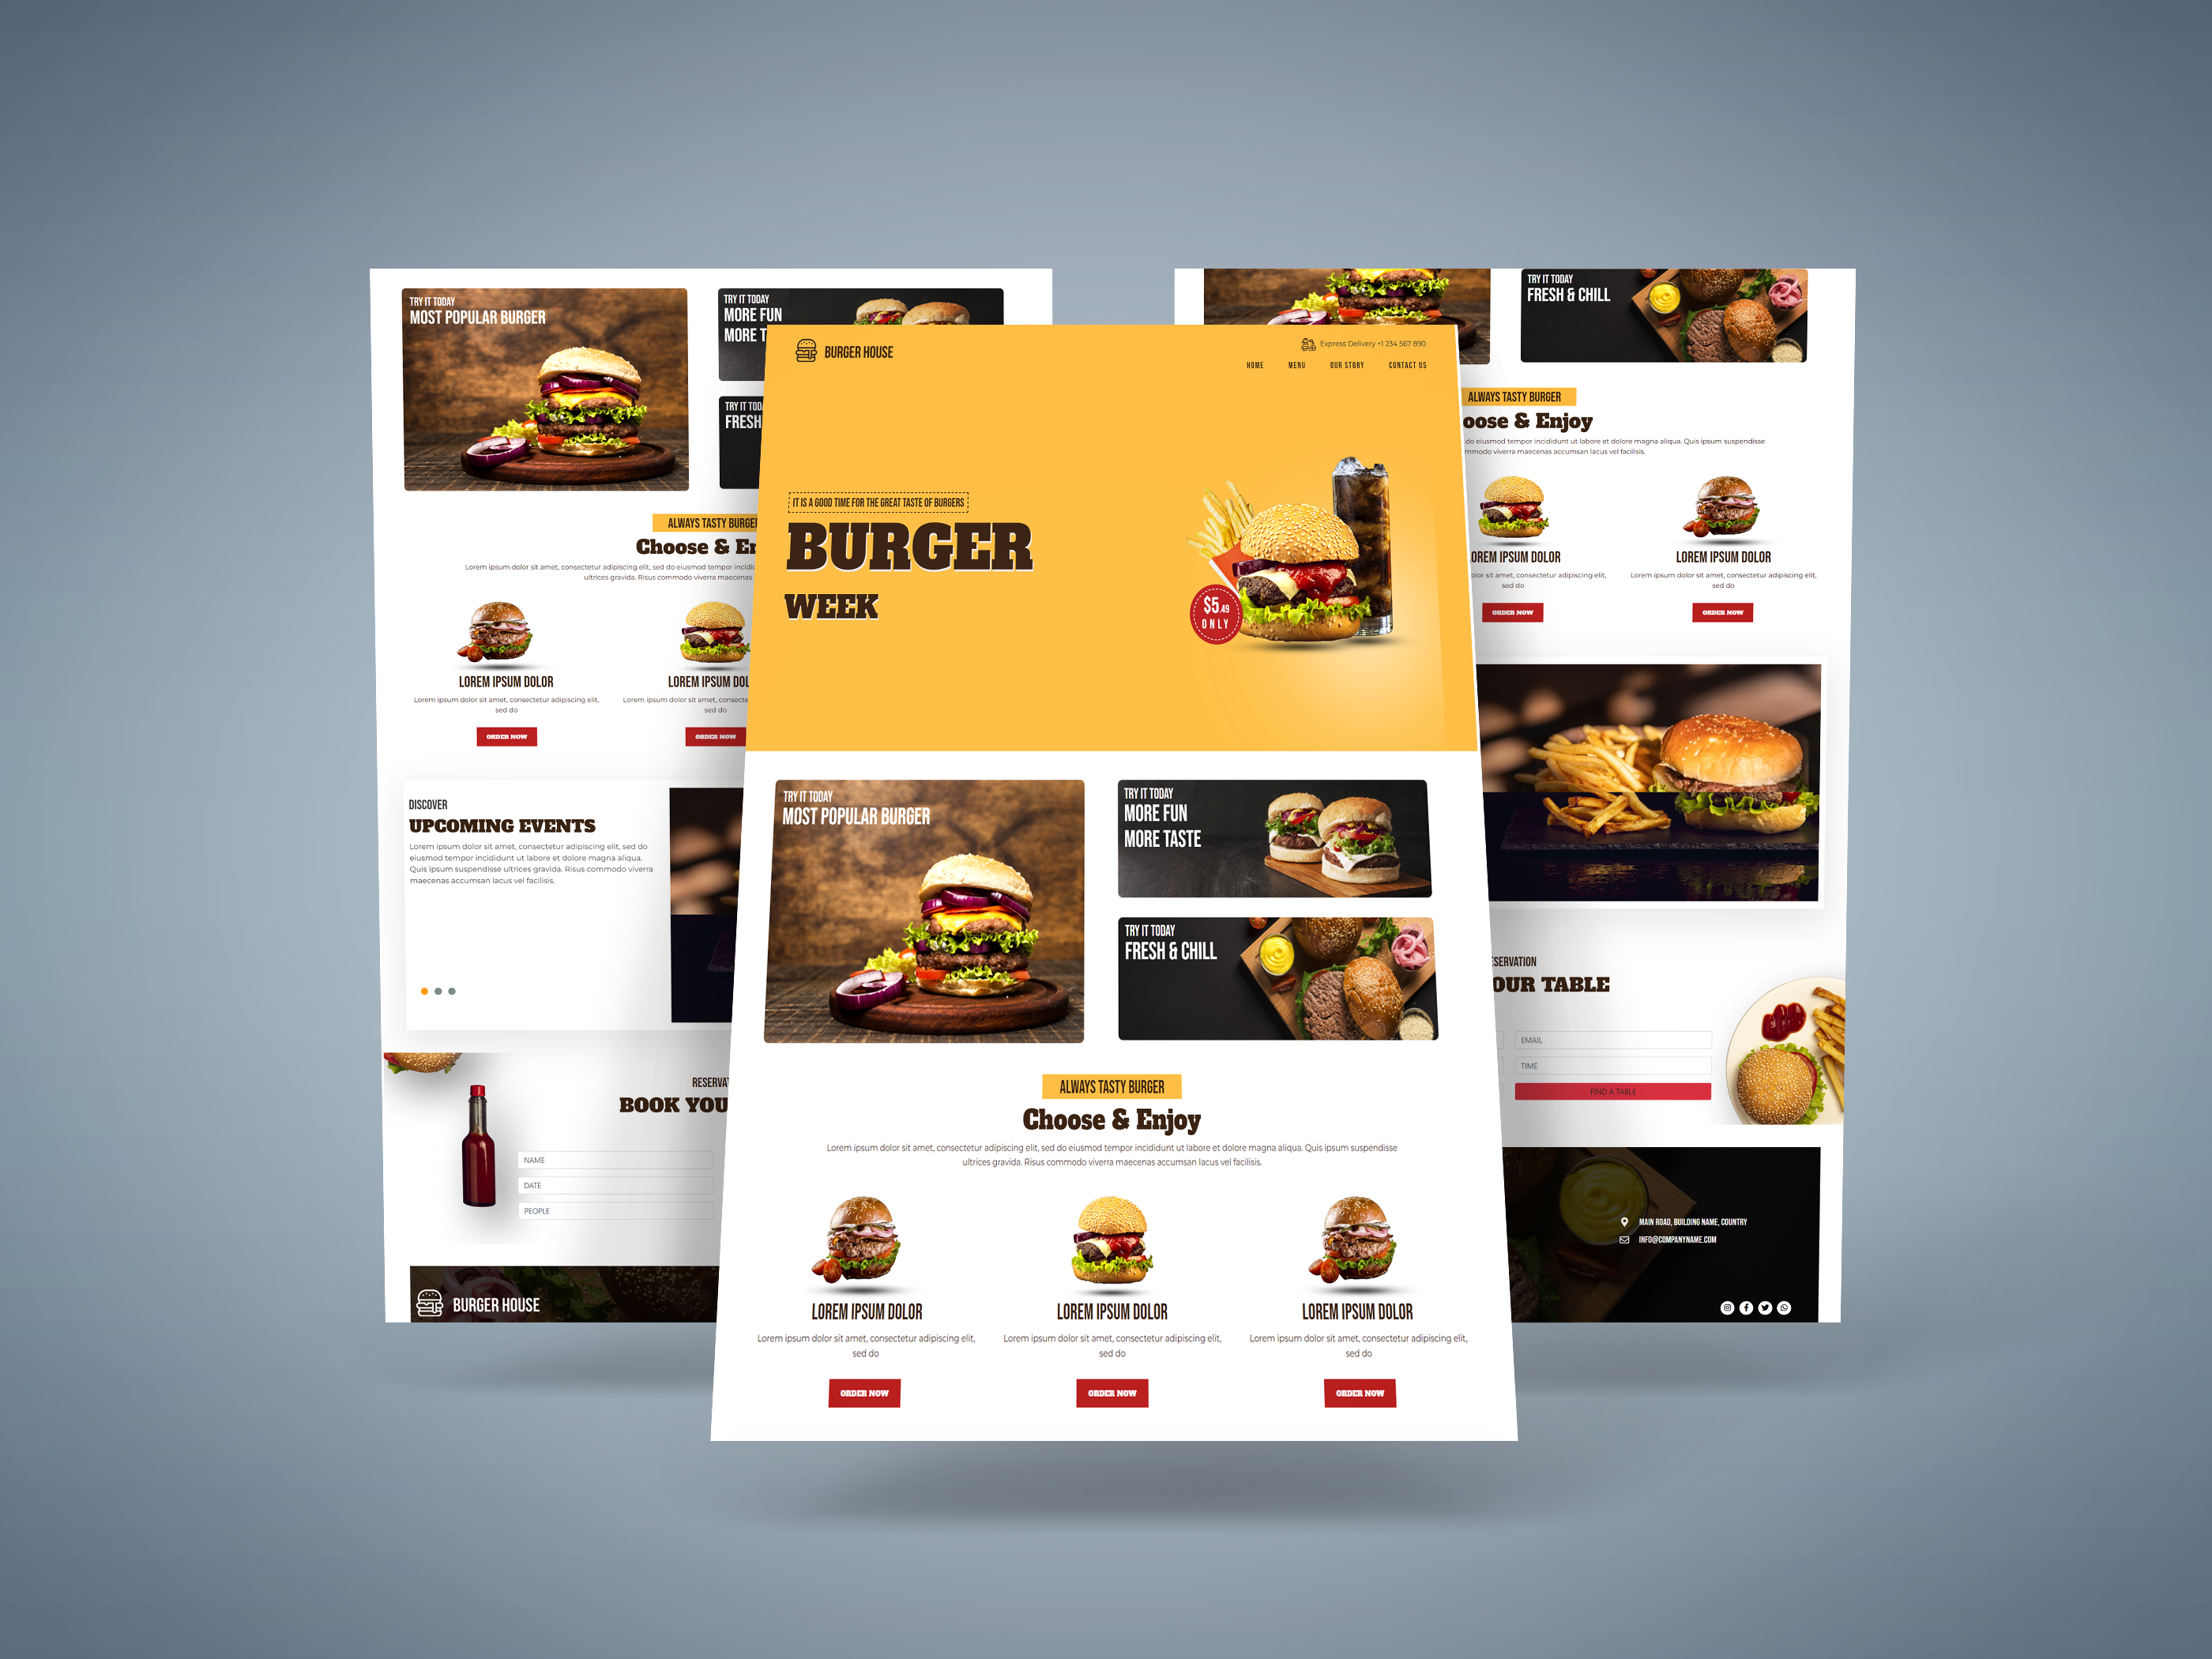 TRY IT TODAY
MOST POPULAR BURGER
TRY IT TODAY
MORE FUN
MORE
TRY IT
FRESH
ALWAYS TASTY
Choose &
Lorem ipsum dolor sit amet, consectetur adipiscing elit, sed do eiusmod tempor
ultrices gravida. Risus commodo viverra maecenas
LOREM IPSUM DOLOR
Lorem ipsum dolor sit amet, consectetur adipiscing elit,
sed do
ORDER NOW
LOREM IPSUM
Lorem ipsum dolor sit amet,
sed do
ORDER NOW
DISCOVER
UPCOMING EVENTS
Lorem ipsum dolor sit amet, consectetur adipiscing elit, sed do
eiusmod tempor incididunt ut labore et dolore magna aliqua.
Quis ipsum suspendisse ultrices gravida. Risus commodo viverra
maecenas accumsan lacus vel facilisis.
BOOK
NAME
DATE
PEOPLE
BURGER HOUSE
BURGER HOUSE
Express Delivery +1 234 567 890
HOME MENU OUR STORY CONTACT US
IT IS A GOOD TIME FOR THE GREAT TASTE OF BURGERS
BURGER
WEEK
$5.49
ONLY
TRY IT TODAY
MOST POPULAR BURGER
TRY IT TODAY
MORE FUN
MORE TASTE
TRY IT TODAY
FRESH & CHILL
ALWAYS TASTY BURGER
Choose & Enjoy
Lorem ipsum dolor sit amet, consectetur adipiscing elit, sed do eiusmod tempor incididunt ut labore et dolore magna aliqua. Quis ipsum suspendisse
ultrices gravida. Risus commodo viverra maecenas accumsan lacus vel facilisis.
LOREM IPSUM DOLOR
Lorem ipsum dolor sit amet, consectetur adipiscing elit,
sed do
ORDER NOW
LOREM IPSUM DOLOR
Lorem ipsum dolor sit amet, consectetur adipiscing elit,
sed do
ORDER NOW
LOREM IPSUM DOLOR
Lorem ipsum dolor sit amet, consectetur adipiscing elit,
sed do
ORDER NOW
TRY IT TODAY
FRESH & CHILL
ALWAYS TASTY BURGER
& Enjoy
do eiusmod tempor incididunt ut labore et dolore magna aliqua. Quis ipsum suspendisse
viverra maecenas accumsan lacus vel facilisis.
IPSUM DOLOR
sit amet, consectetur adipiscing elit,
sed do
ORDER NOW
LOREM IPSUM DOLOR
Lorem ipsum dolor sit amet, consectetur adipiscing elit,
sed do
ORDER NOW
TABLE
EMAIL
TIME
FIND A TABLE
MAIN ROAD, BUILDING NAME, COUNTRY
INFO@COMPANYNAME.COM